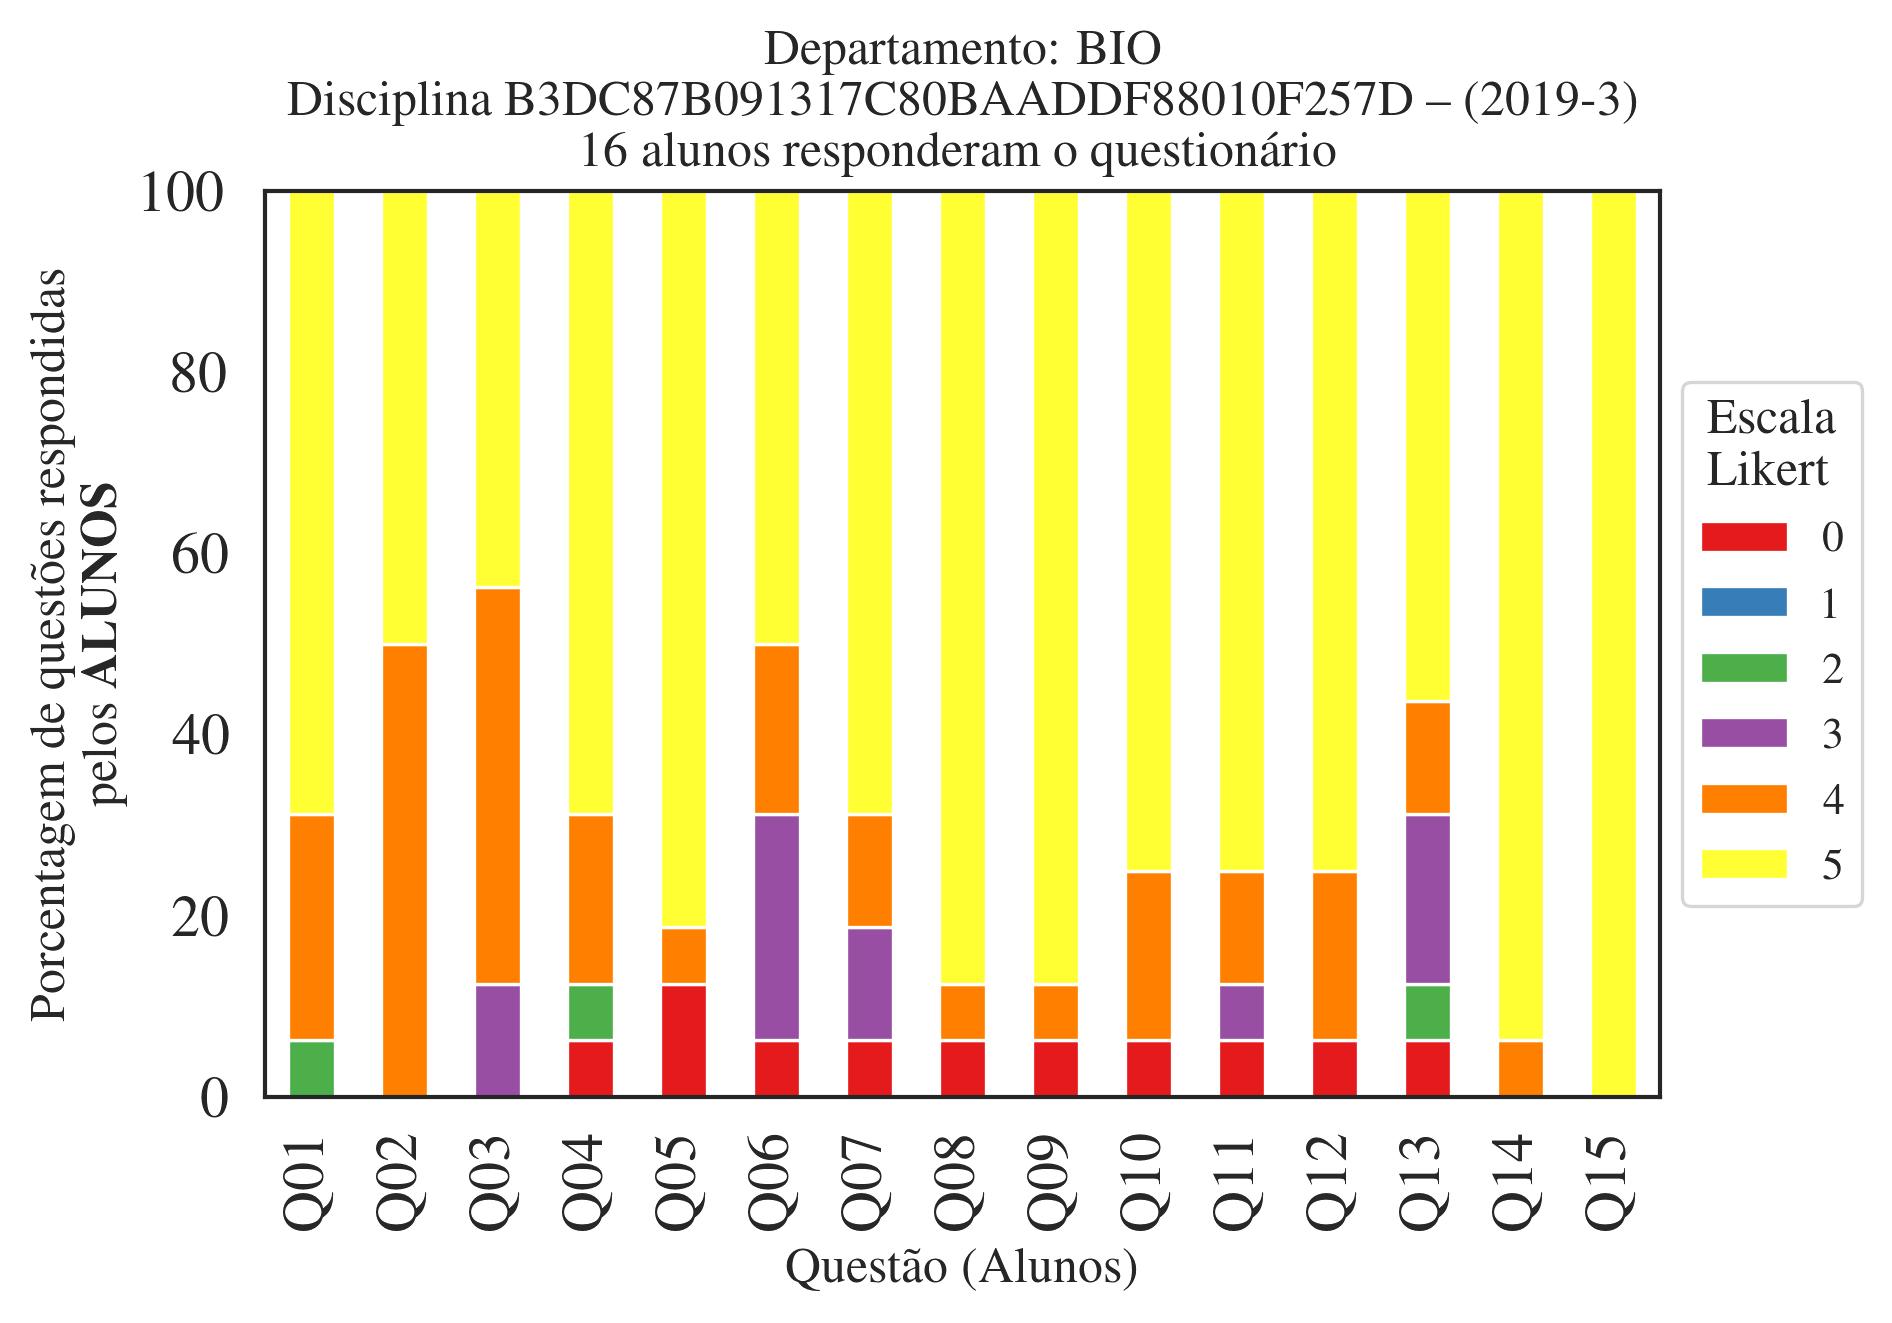 Departamento: BIO
Disciplina B3DC87B091317C80BAADDF88010F257D – (2019-3)
16 alunos responderam o questionário
Porcentagem de questões respondidas
pelos ALUNOS
100
80
60
40
20
0
Q01
Q02
Q03
Q04
Q05
Q06
Q07
Q08
Q09
Q10
Q11
Q12
Q13
Q14
Q15
Questão (Alunos)
Escala
Likert
0
1
2
3
4
5